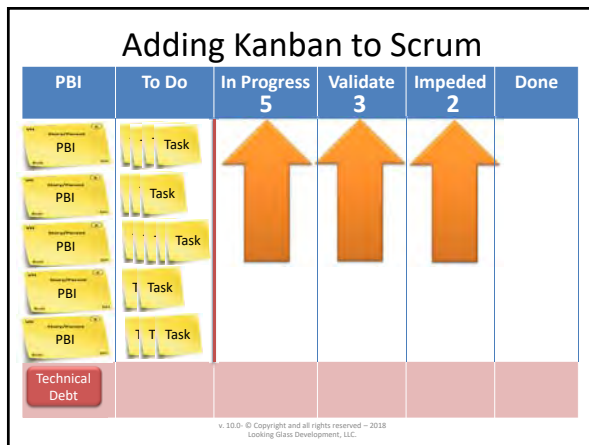 Adding Kanban to Scrum
PBI To Do In Progress Validate Impeded Done
5 3 2
PBI Task
PBI Task
PBI Task
PBI T Task
PBI T T Task
Technical
Debt
v. 10.0- © Copyright and all rights reserved – 2018
Looking Glass Development, LLC.